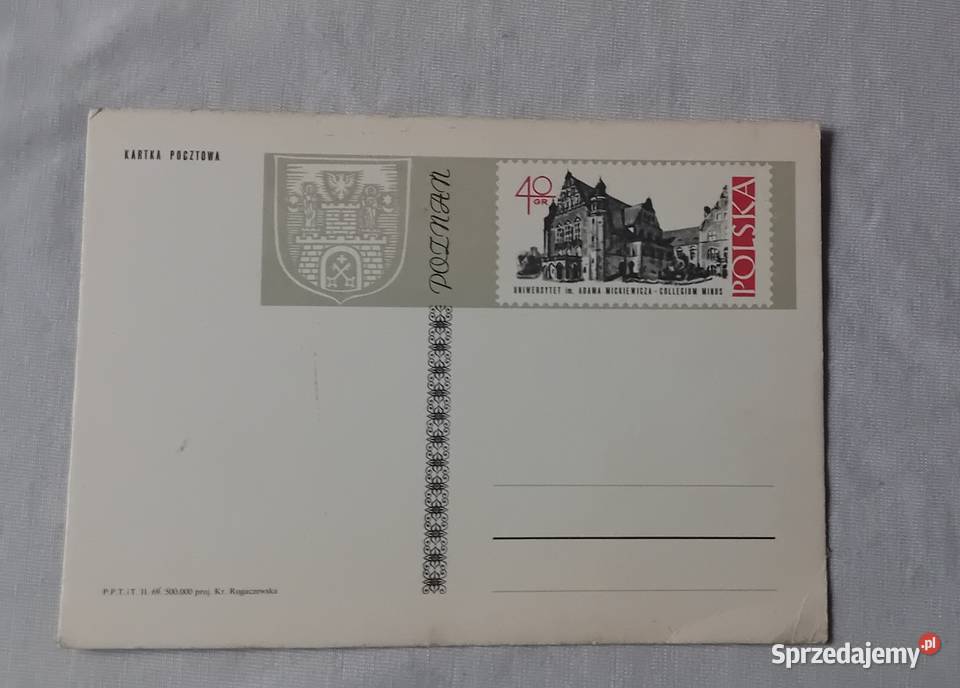 KARTKA POCZTOWA
POZNAŃ
40 GR
POLSKA
UNIWERSYTET im. ADAMA MICKIEWICZA - COLLEGIUM MINUS
P.P.T. i T. II. 69. 500.000 proj. Kr. Rogaczewska
Sprzedajemy.pl